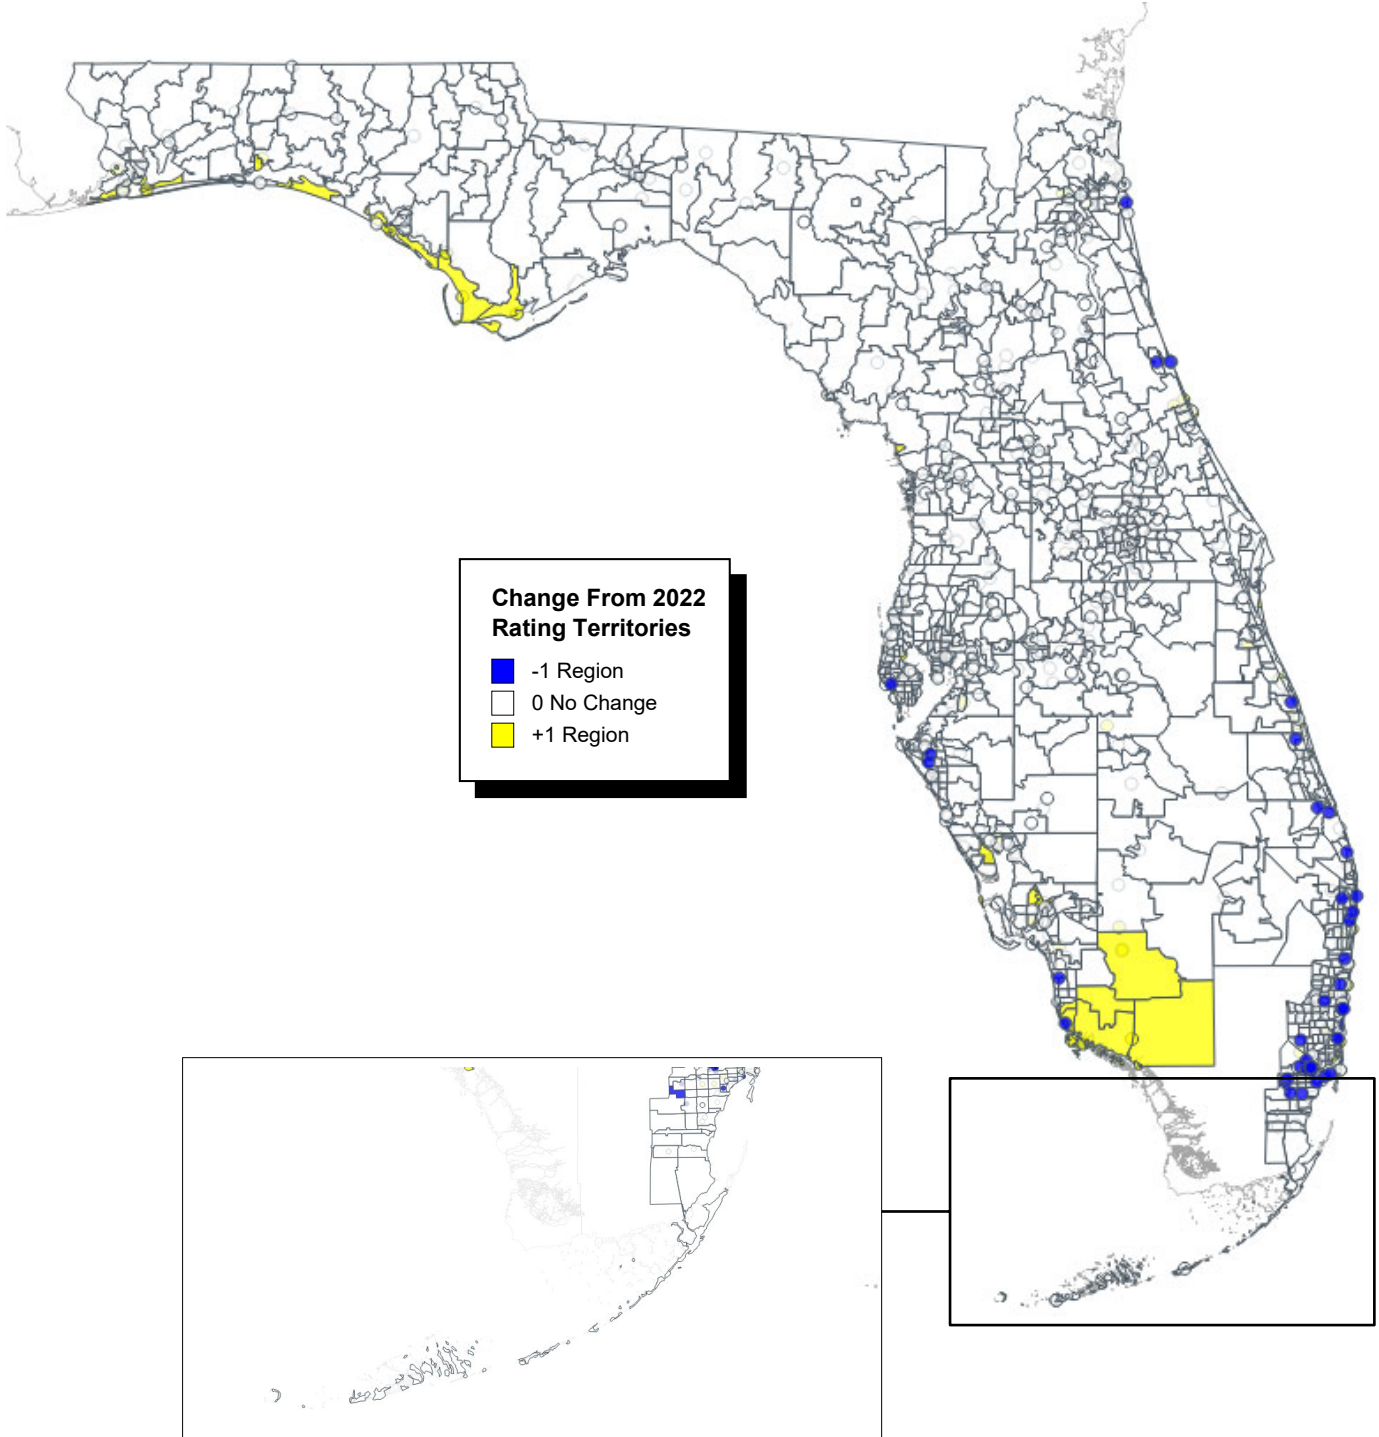 Change From 2022
Rating Territories
-1 Region
0 No Change
+1 Region